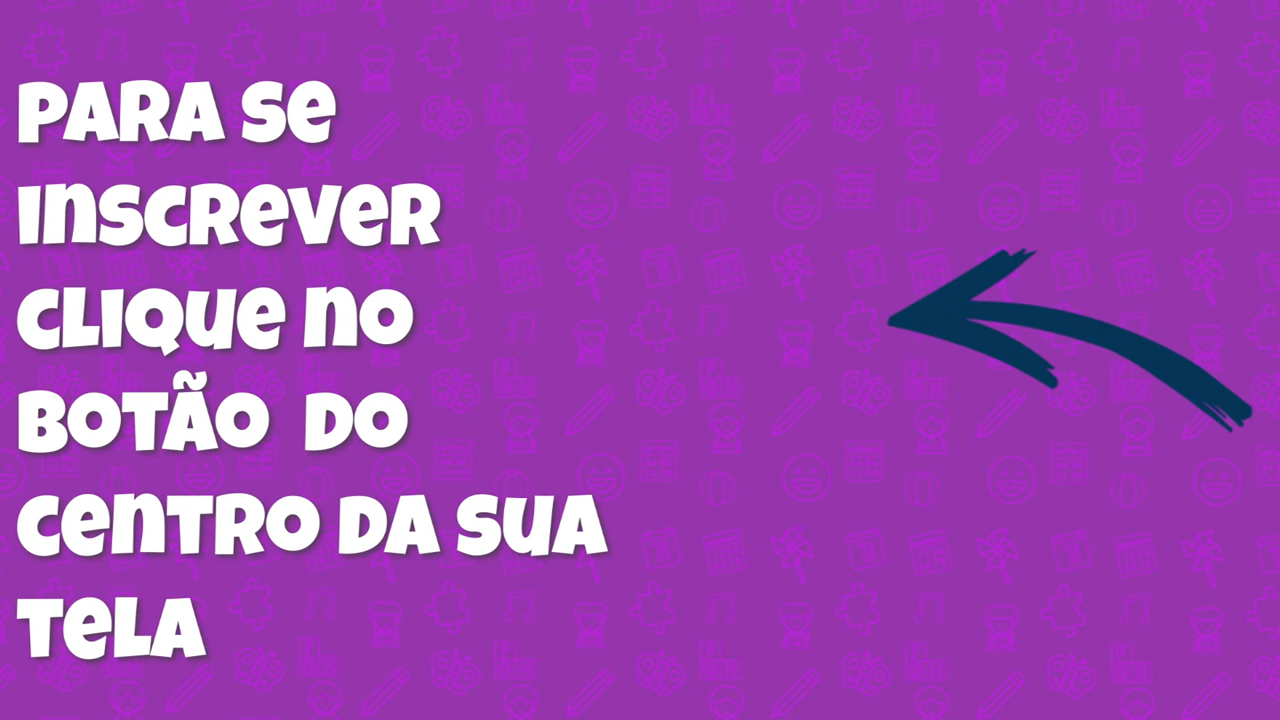 Para se
inscrever
clique no
botão do
centro da sua
tela